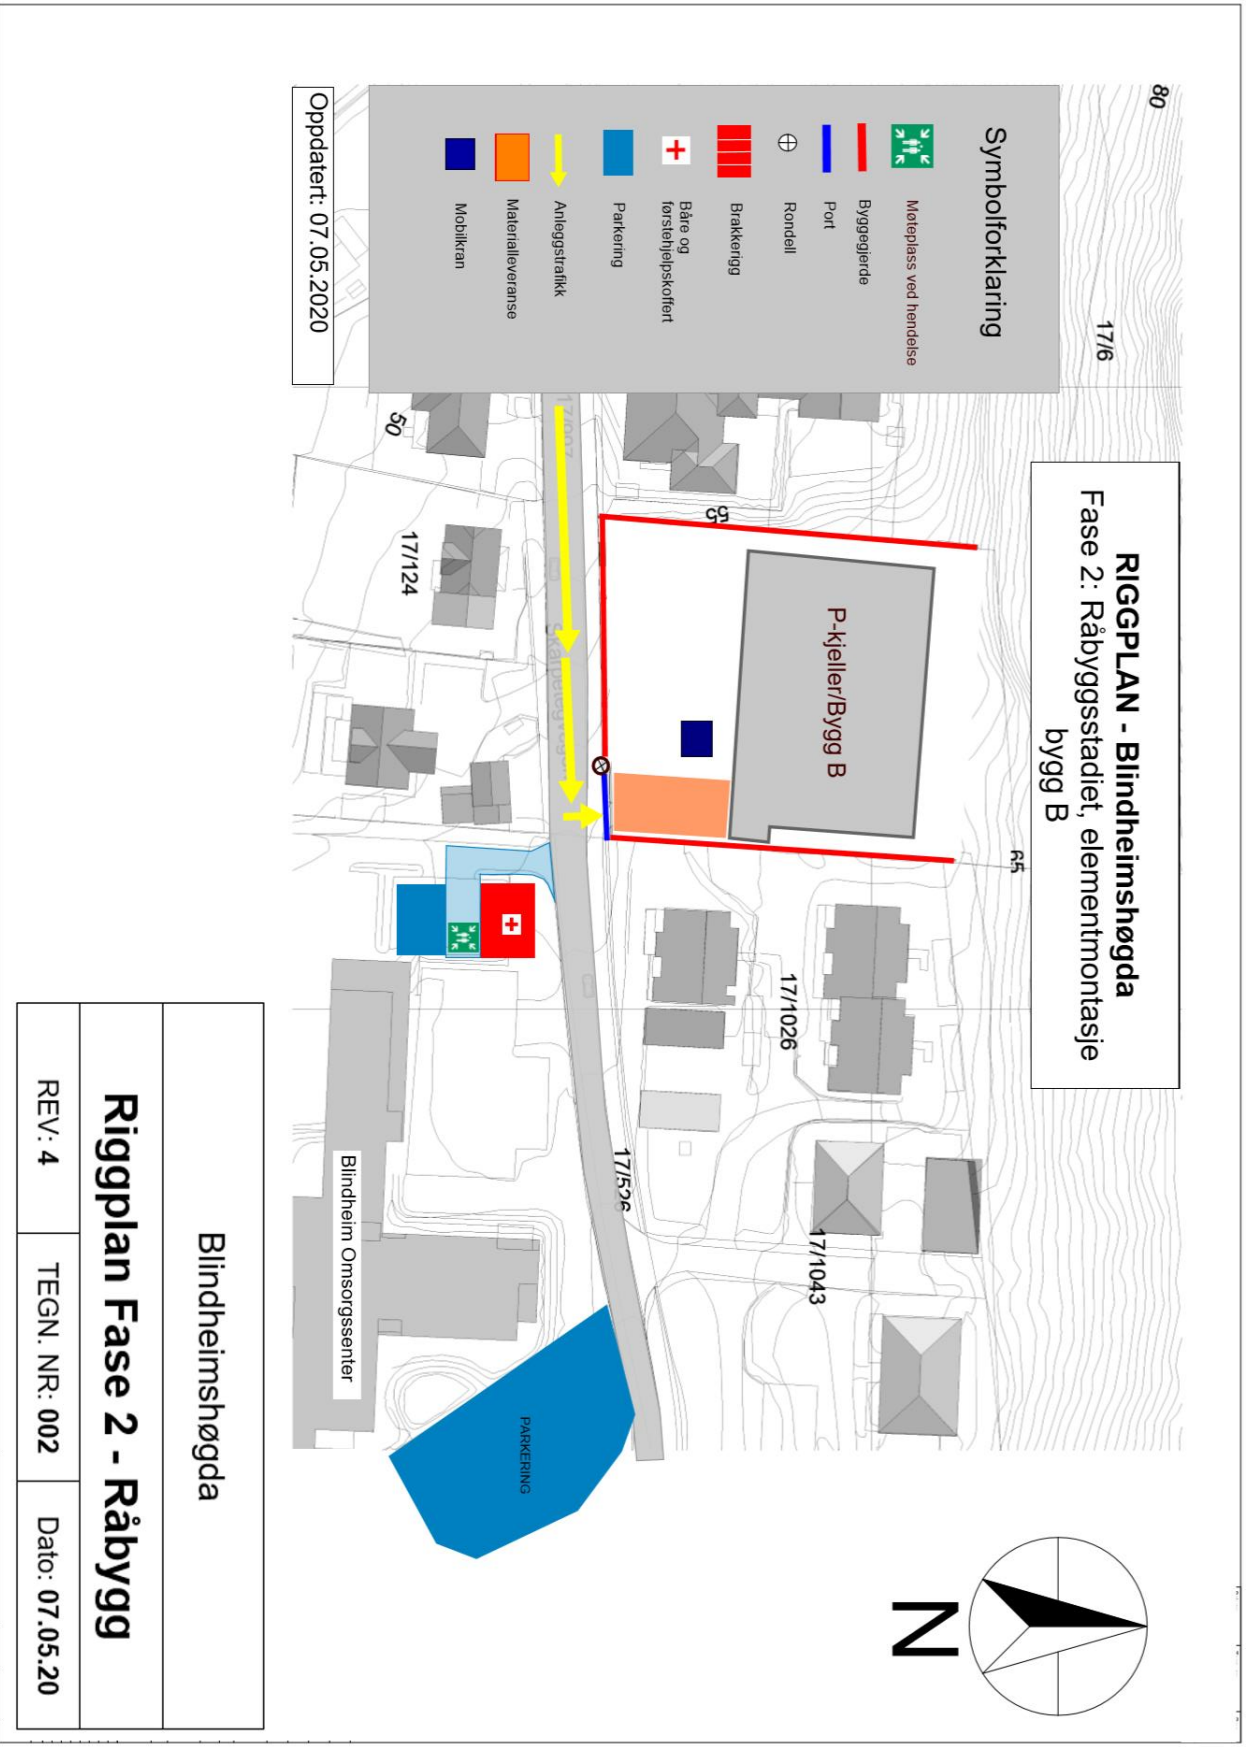 RIGGPLAN - Blindheimshøgda
Fase 2: Råbyggsstadiet, elementmontasje
bygg B
Symbolforklaring
Møteplass ved hendelse
Byggegjerde
Port
Rondell
Brakkerigg
Båre og
førstehjelpskoffert
Parkering
Anleggstrafikk
Materialleveranse
Mobilkran
Oppdatert: 07.05.2020
80
17/6
55
65
50
P-kjeller/Bygg B
17/124
17/1026
17/526
17/1043
Blindheim Omsorgssenter
PARKERING
N
Blindheimshøgda
Riggplan Fase 2 - Råbygg
REV: 4
TEGN. NR: 002
Dato: 07.05.20